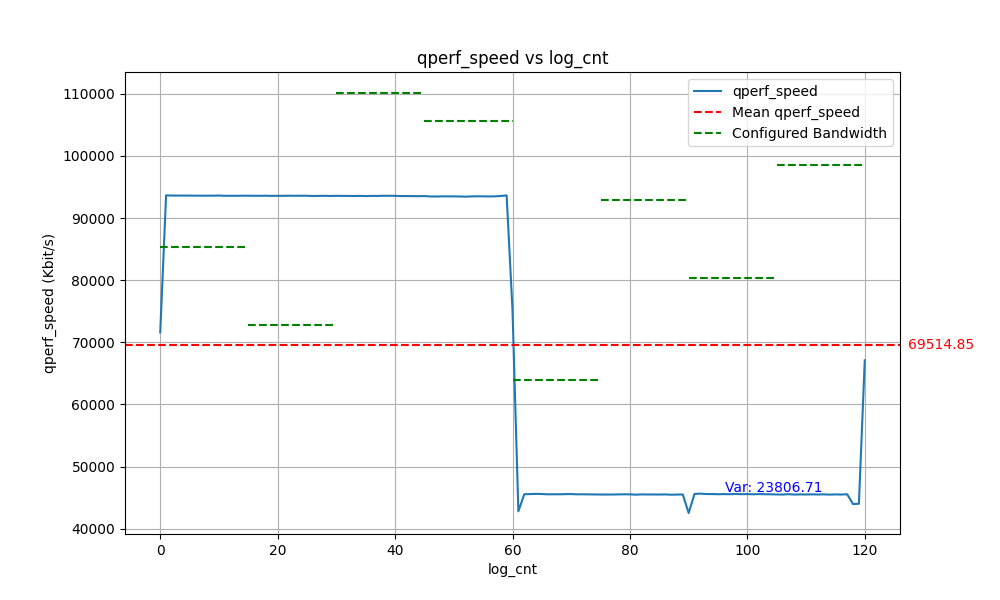 qperf_speed vs log_cnt
qperf_speed
Mean qperf_speed
Configured Bandwidth
qperf_speed (Kbit/s)
110000
100000
90000
80000
70000
60000
50000
40000
69514.85
Var: 23806.71
0 20 40 60 80 100 120
log_cnt